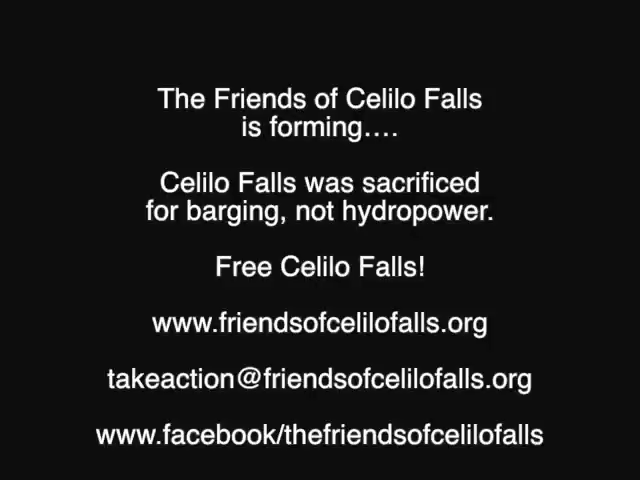 The Friends of Celilo Falls
is forming....
Celilo Falls was sacrificed
for barging, not hydropower.
Free Celilo Falls!
www.friendsofcelilofalls.org
takeaction@friendsofcelilofalls.org
www.facebook/thefriendsofcelilofalls